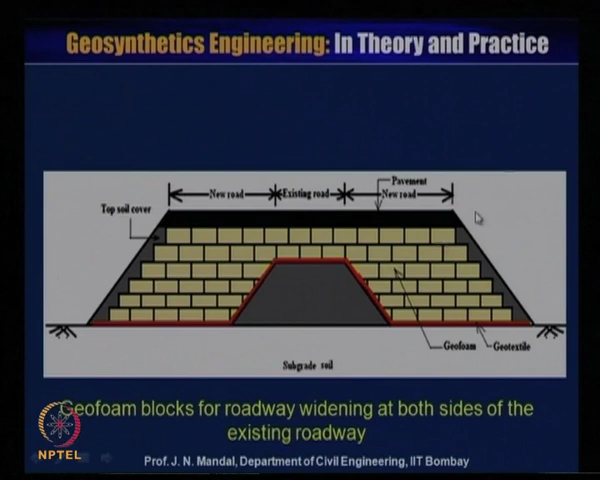 Geosynthetics Engineering: In Theory and Practice
Pavement
New road
Existing road
New road
Top soil cover
Geofoam
Geotextile
Subgrade soil
Geofoam blocks for roadway widening at both sides of the
existing roadway
NPTEL
Prof. J. N. Mandal, Department of Civil Engineering, IIT Bombay